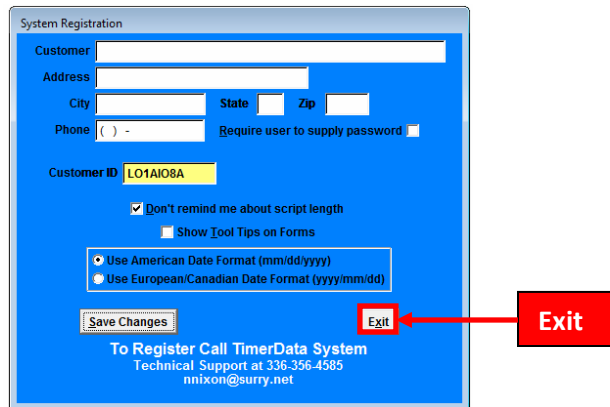 System Registration
Customer
Address
City State Zip
Phone ( ) - Require user to supply password
Customer ID LO1AIO8A
Don't remind me about script length
Show Tool Tips on Forms
Use American Date Format (mm/dd/yyyy)
Use European/Canadian Date Format (yyyy/mm/dd)
Save Changes Exit
Exit
To Register Call TimerData System
Technical Support at 336-356-4585
nnixon@surry.net